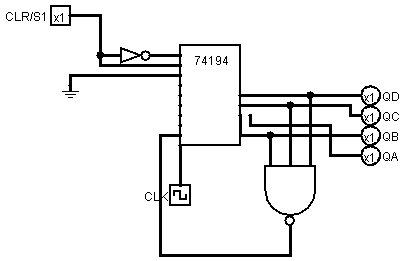 CLR/S1 x1
74194
x1 QD
x1 QC
x1 QB
x1 QA
CLK